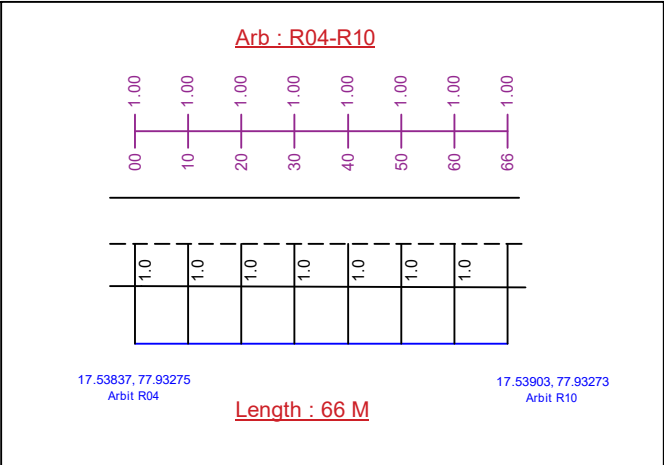 Arb : R04-R10
1.00 1.00 1.00 1.00 1.00 1.00 1.00 1.00
00 10 20 30 40 50 60 66
1.0 1.0 1.0 1.0 1.0 1.0 1.0
17.53837, 77.93275
Arbit R04
17.53903, 77.93273
Arbit R10
Length : 66 M